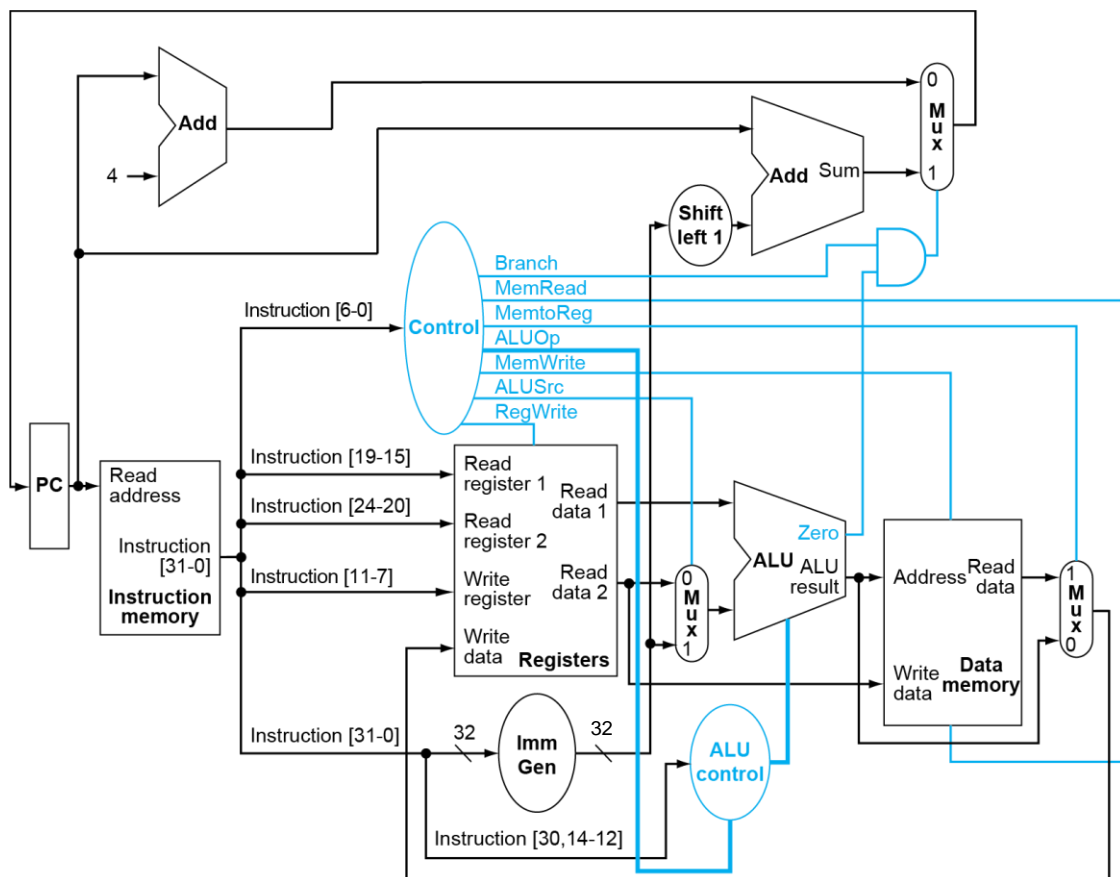 Add
4
Add Sum
0
Mux
1
Shift
left 1
Branch
MemRead
MemtoReg
ALUOp
MemWrite
ALUSrc
RegWrite
Control
Instruction [6-0]
PC
Read
address
Instruction
[31-0]
Instruction
memory
Instruction [19-15]
Instruction [24-20]
Instruction [11-7]
Instruction [31-0]
Read
register 1
Read
register 2
Write
register
Write
data
Read
data 1
Read
data 2
Registers
0
Mux
1
Zero
ALU
ALU
result
Address
Read
data
Write
data
Data
memory
1
Mux
0
32
Imm
Gen
32
ALU
control
Instruction [30,14-12]